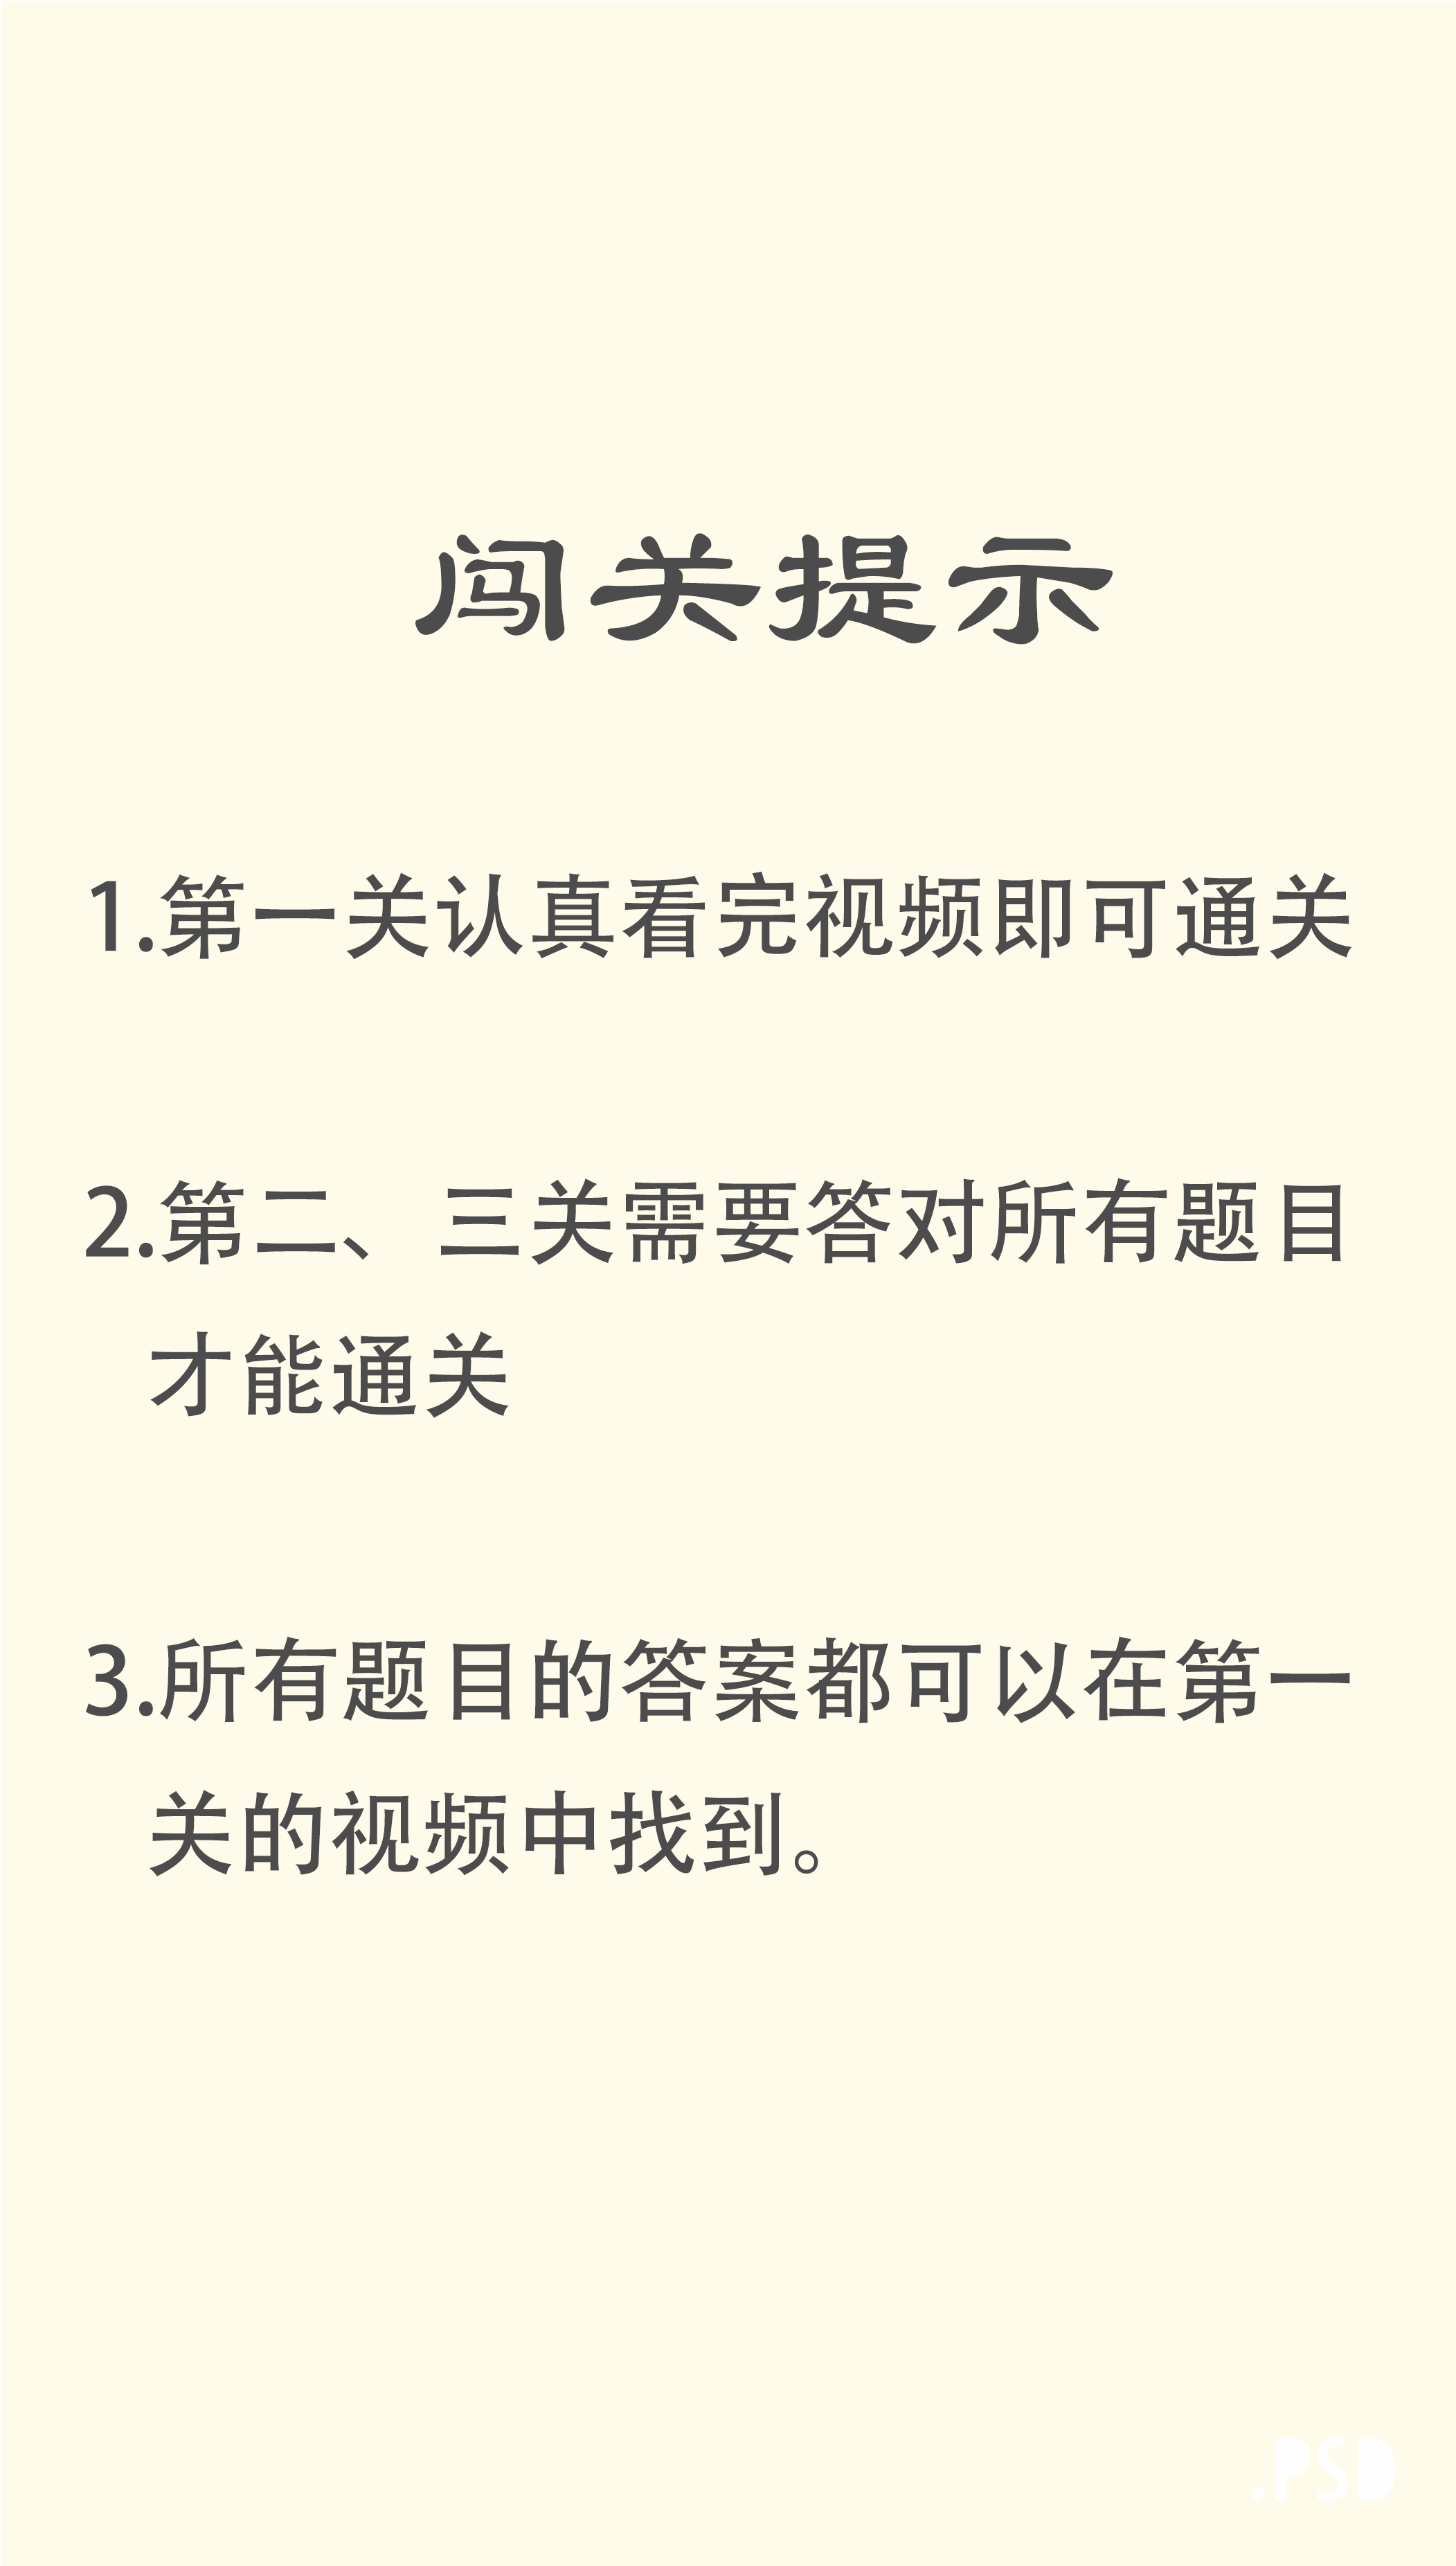 闯关提示
1.第一关认真看完视频即可通关
2.第二、三关需要答对所有题目
才能通关
3.所有题目的答案都可以在第一
关的视频中找到。
.PSD